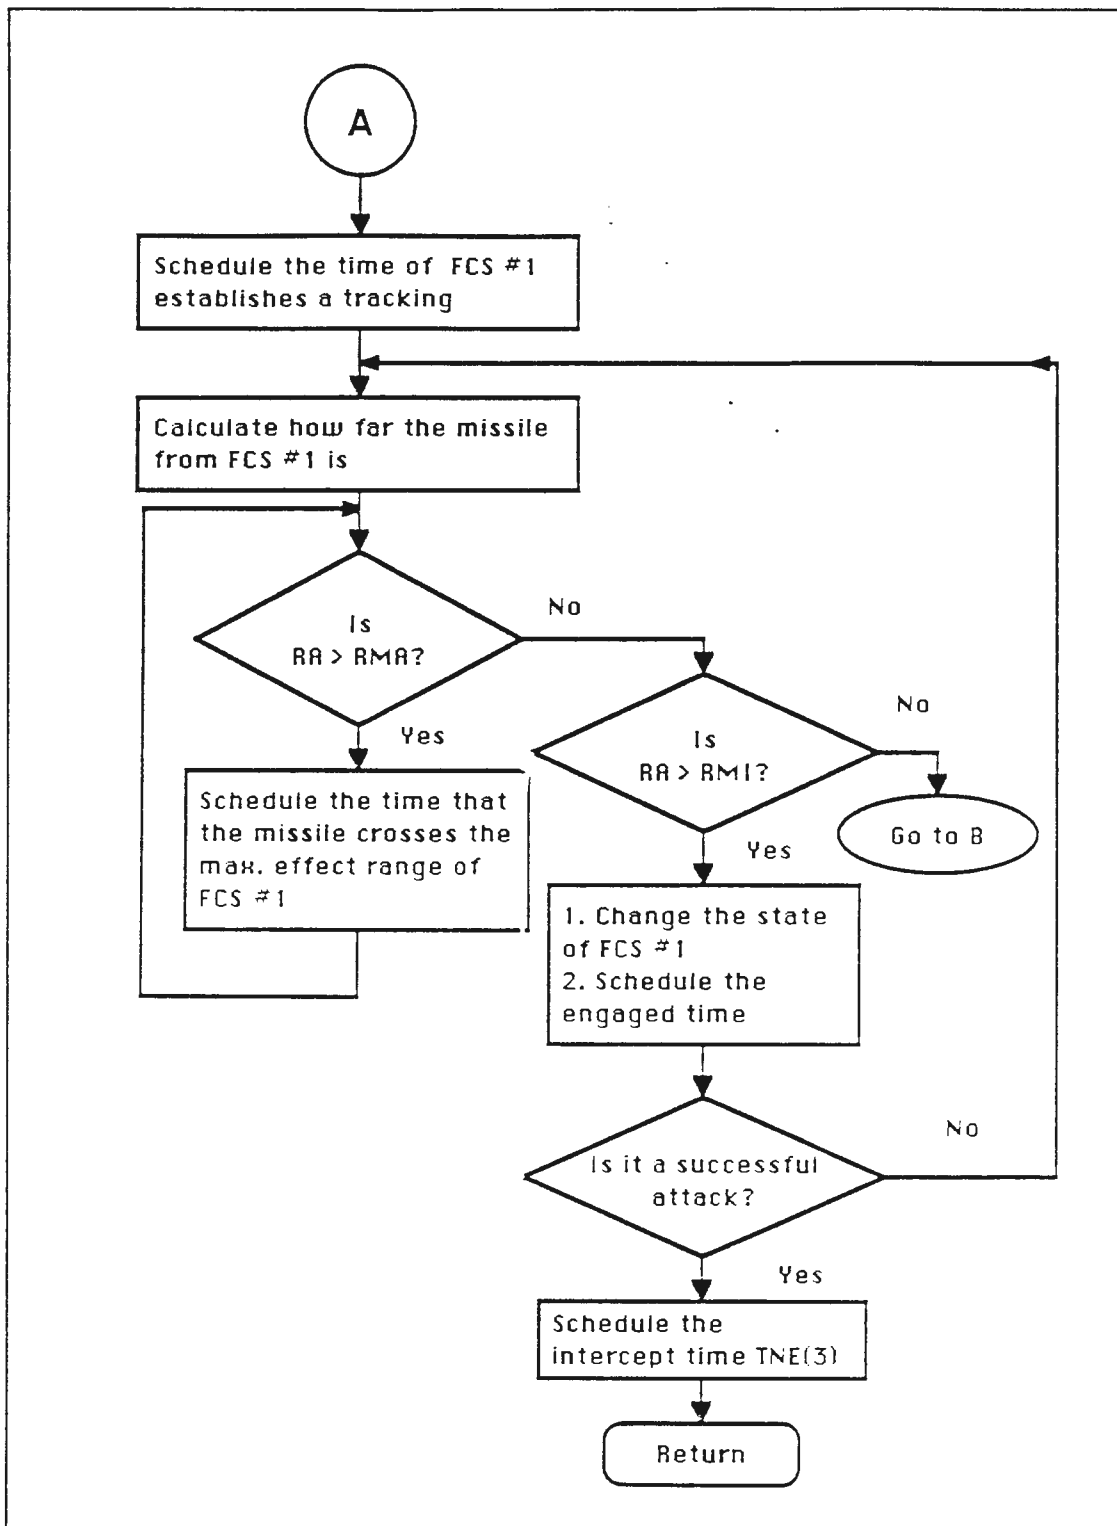 A
Schedule the time of FCS #1
establishes a tracking
Calculate how far the missile
from FCS #1 is
Is
RA > RMA?
No
Yes
Schedule the time that
the missile crosses the
max. effect range of
FCS #1
Is
RA > RMI?
No
Go to B
Yes
1. Change the state
of FCS #1
2. Schedule the
engaged time
Is it a successful
attack?
No
Yes
Schedule the
intercept time TNE(3)
Return